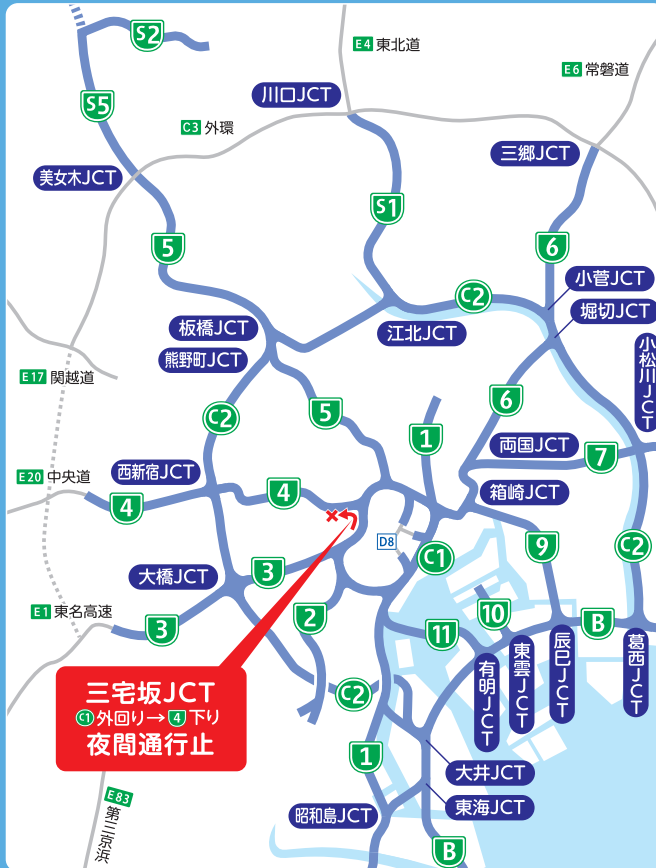 S2
E4 東北道
E6 常磐道
S5
川口JCT
C3 外環
三郷JCT
美女木JCT
S1
5
6
小菅JCT
C2
堀切JCT
板橋JCT
江北JCT
熊野町JCT
小松川JCT
E17 関越道
C2
5
6
1
両国JCT
7
E20 中央道
西新宿JCT
4
4
箱崎JCT
D8
C1
9
C2
大橋JCT
3
E1 東名高速
3
2
11
10
B
有明JCT
東雲JCT
辰巳JCT
葛西JCT
三宅坂JCT
C1外回り→4下り
夜間通行止
C2
1
大井JCT
東海JCT
昭和島JCT
E83
第三京浜
B